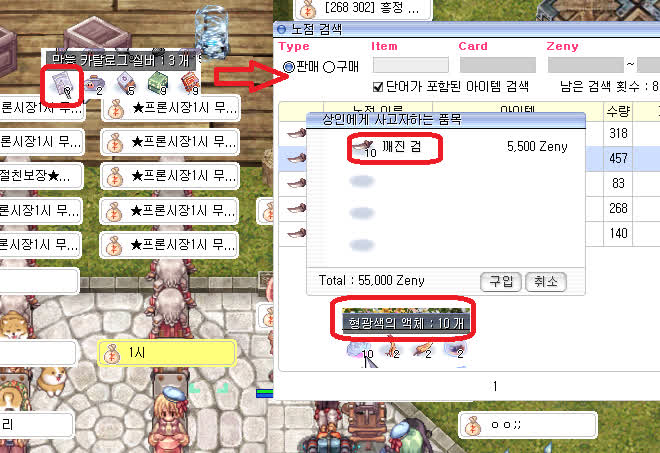 [268 302] 흥정
마을 카탈로그 실버 : 3 개
8
2
5
9
9
프론시장1시 무...
★프론시장1시 무...
프론시장1시 무...
★프론시장1시 무...
절친보장★...
★프론시장1시 무...
프론시장1시 무...
★프론시장1시 무...
프론시장1시 무...
★프론시장1시 무...
1시
리
노점 검색
Type Item Card Zeny
판매 구매 ~
단어가 포함된 아이템 검색 남은 검색 횟수 : 8
노점 이름 아이템 수량
318
457
83
268
140
상인에게 사고자하는 품목
10 깨진 검 5,500 Zeny
Total : 55,000 Zeny 구입 취소
형광색의 액체 : 10 개
10 2 2 2
1
ㅇㅇ;;